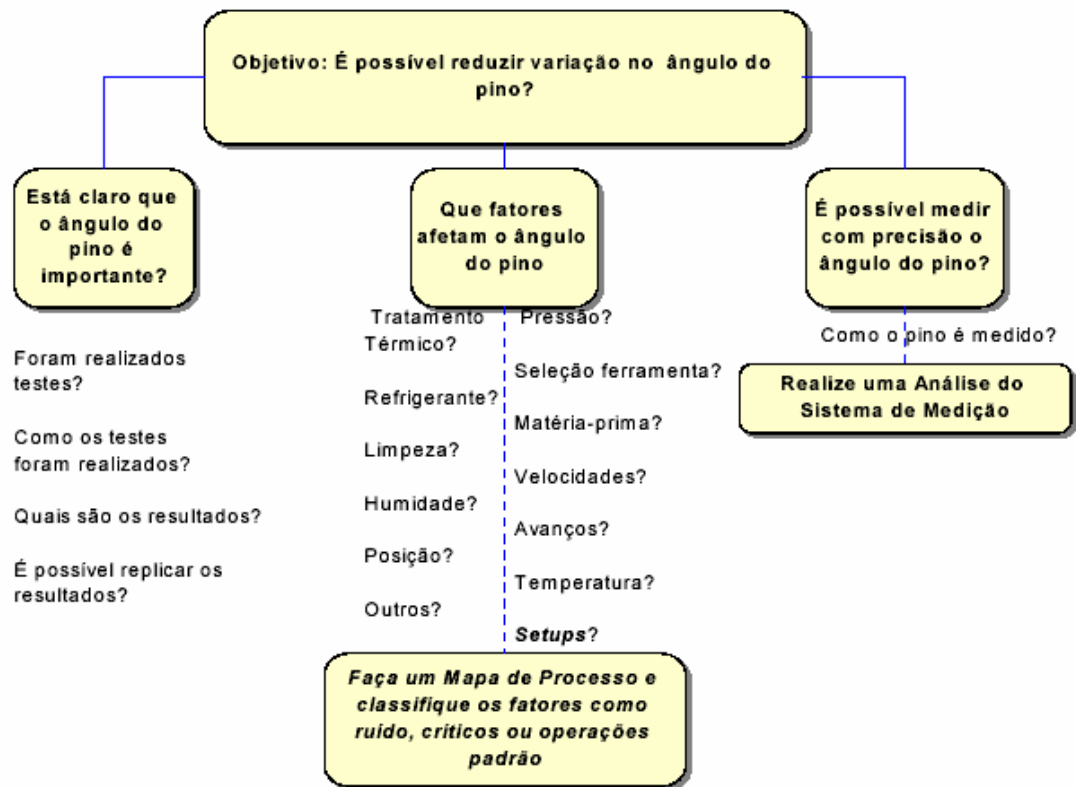 Objetivo: É possível reduzir variação no ângulo do
pino?
Está claro que
o ângulo do
pino é
importante?
Foram realizados
testes?
Como os testes
foram realizados?
Quais são os resultados?
É possível replicar os
resultados?
Que fatores
afetam o ângulo
do pino
Tratamento
Térmico?
Refrigerante?
Limpeza?
Humidade?
Posição?
Outros?
Pressão?
Seleção ferramenta?
Matéria-prima?
Velocidades?
Avanços?
Temperatura?
Setups?
Faça um Mapa de Processo e
classifique os fatores como
ruído, críticos ou operações
padrão
É possível medir
com precisão o
ângulo do pino?
Como o pino é medido?
Realize uma Análise do
Sistema de Medição